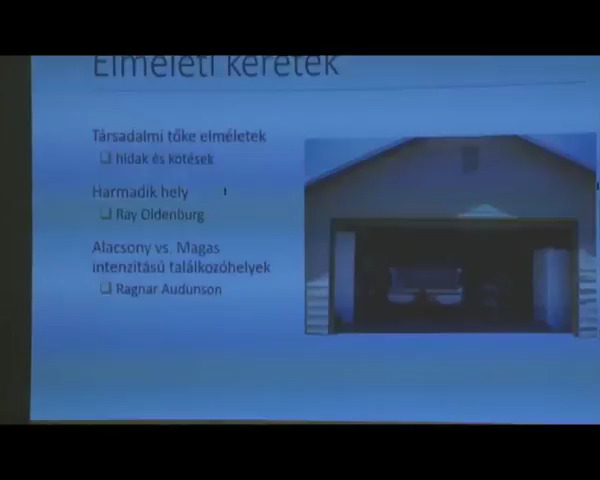 Elméleti keretek
Társadalmi tőke elméletek
❑ hidak és kötések
Harmadik hely
❑ Ray Oldenburg
Alacsony vs. Magas
intenzitású találkozóhelyek
❑ Ragnar Audunson